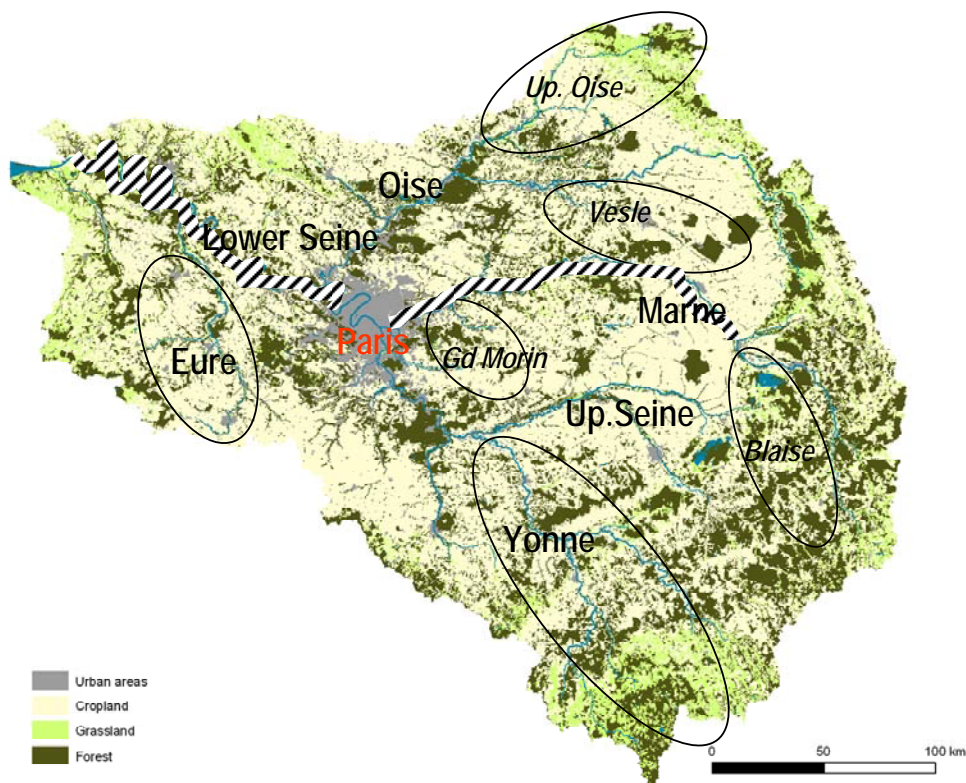 Up. Oise
Oise
Vesle
Lower Seine
Marne
Paris
Gd Morin
Eure
Up.Seine
Blaise
Yonne
Urban areas
Cropland
Grassland
Forest
0 50 100 km